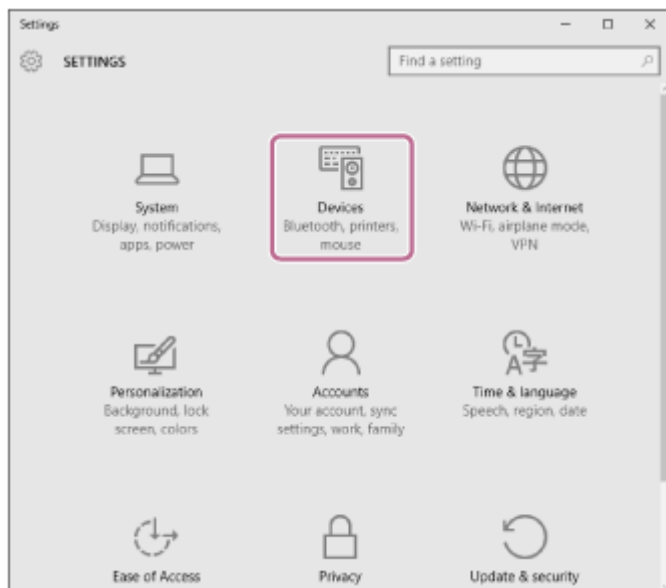 Settings
SETTINGS
Find a setting
System
Display, notifications,
apps, power
Devices
Bluetooth, printers,
mouse
Network & Internet
Wi-Fi, airplane mode,
VPN
Personalization
Background, lock
screen, colors
Accounts
Your account, sync
settings, work, family
A字
Time & language
Speech, region, date
Ease of Access
Privacy
Update & security